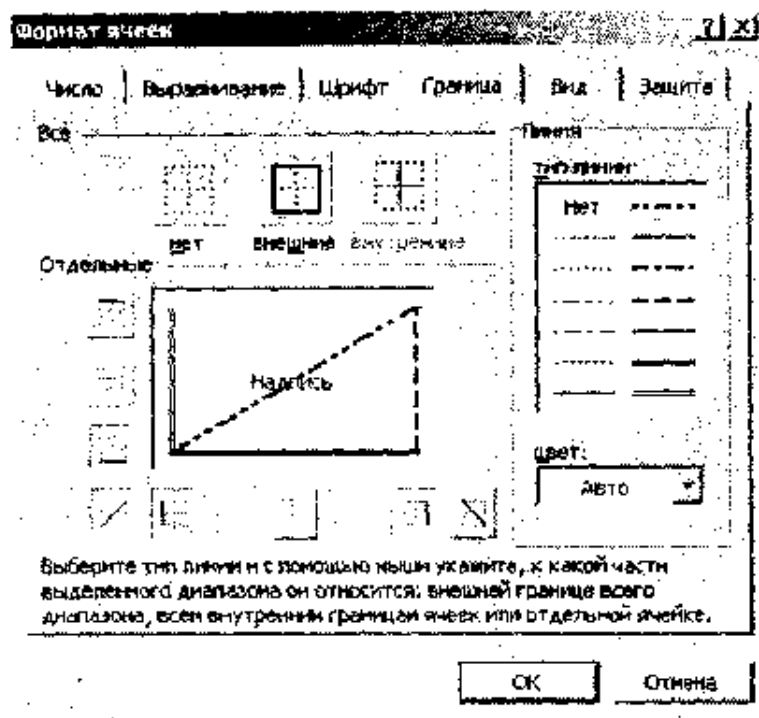 Формат ячеек
Число Выравнивание Шрифт Граница Вид Защита
Все
Линия
тип линии:
Нет
нет внешние внутренние
Отдельные
Надпись
цвет:
Авто
Выберите тип линии и с помощью мыши укажите, к какой части
выделенного диапазона он относится: внешней границе всего
диапазона, всем внутренним границам ячеек или отдельной ячейке.
OK Отмена